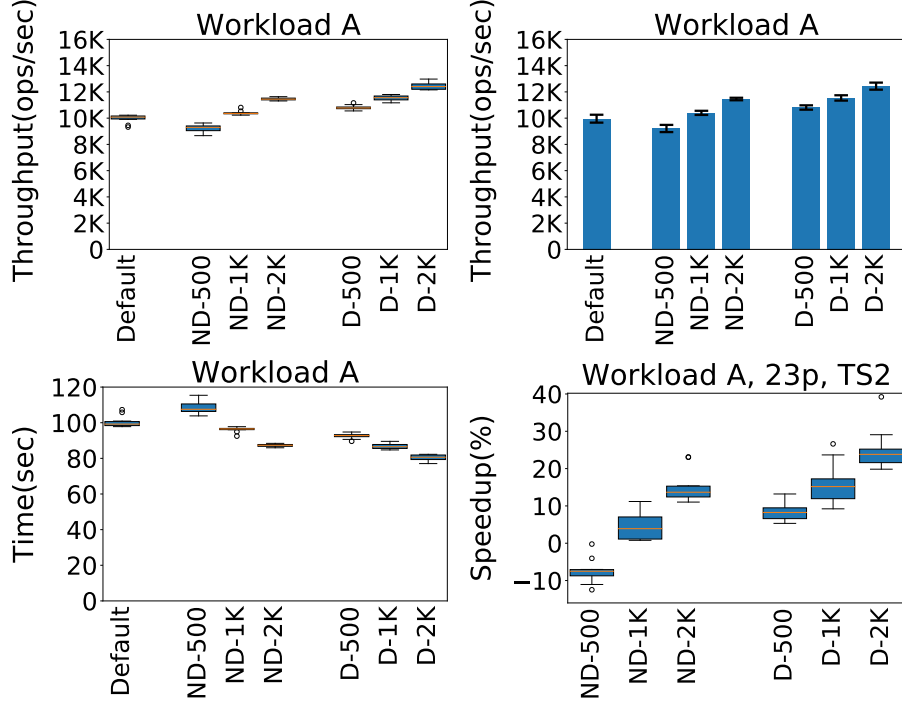 Workload A
Throughput(ops/sec)
16K
14K
12K
10K
8K
6K
4K
2K
0
Default
ND-500
ND-1K
ND-2K
D-500
D-1K
D-2K
Workload A
Throughput(ops/sec)
16K
14K
12K
10K
8K
6K
4K
2K
0
Default
ND-500
ND-1K
ND-2K
D-500
D-1K
D-2K
Workload A
Time(sec)
120
100
80
60
40
20
0
Default
ND-500
ND-1K
ND-2K
D-500
D-1K
D-2K
Workload A, 23p, TS2
Speedup(%)
40
30
20
10
0
−10
ND-500
ND-1K
ND-2K
D-500
D-1K
D-2K